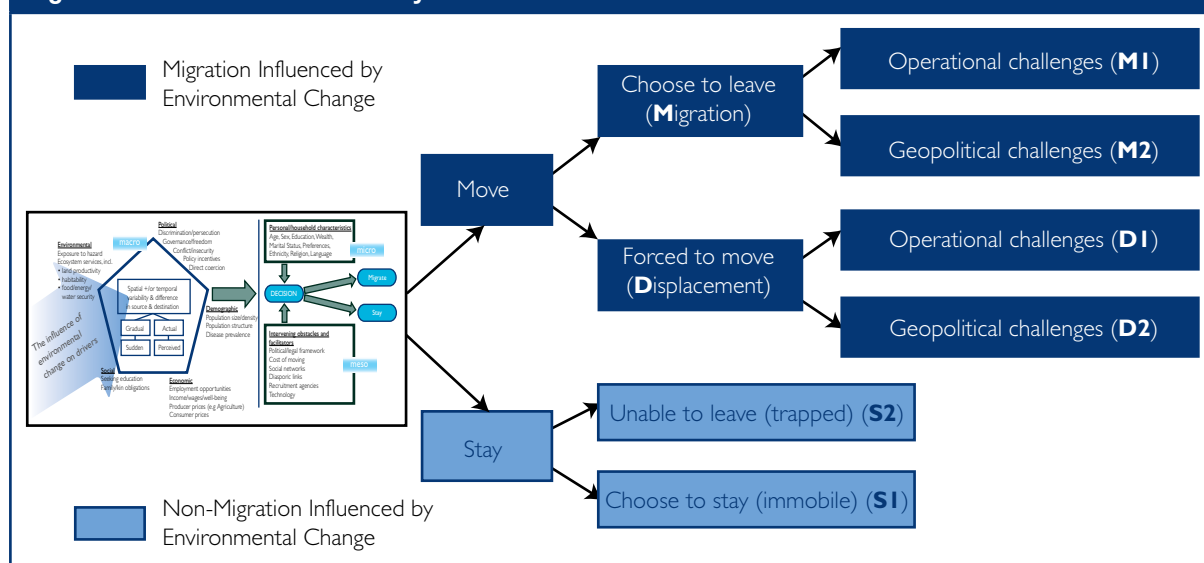 Migration Influenced by
Environmental Change
Operational challenges (M1)
Choose to leave
(Migration)
Geopolitical challenges (M2)
Move
Operational challenges (D1)
Forced to move
(Displacement)
Geopolitical challenges (D2)
Environmental
Exposure to hazard
Ecosystem services, incl.
• land productivity
• habitability
• food/energy/
water security
macro
Political
Discrimination/persecution
Governance/freedom
Conflict/insecurity
Policy incentives
Direct coercion
Spatial +/or temporal
variability & difference
in source & destination
Gradual
Actual
Sudden
Perceived
The influence of
environmental
change on drivers
Demographic
Population size/density
Population structure
Disease prevalence
Social
Seeking education
Family/kin obligations
Economic
Employment opportunities
Income/wages/well-being
Producer prices (e.g Agriculture)
Consumer prices
Personal/household characteristics
Age, Sex, Education, Wealth,
Marital Status, Preferences,
Ethnicity, Religion, Language
micro
DECISION
Migrate
Stay
Intervening obstacles and
facilitators
Political/legal framework
Cost of moving
Social networks
Diasporic links
Recruitment agencies
Technology
meso
Unable to leave (trapped) (S2)
Stay
Choose to stay (immobile) (S1)
Non-Migration Influenced by
Environmental Change